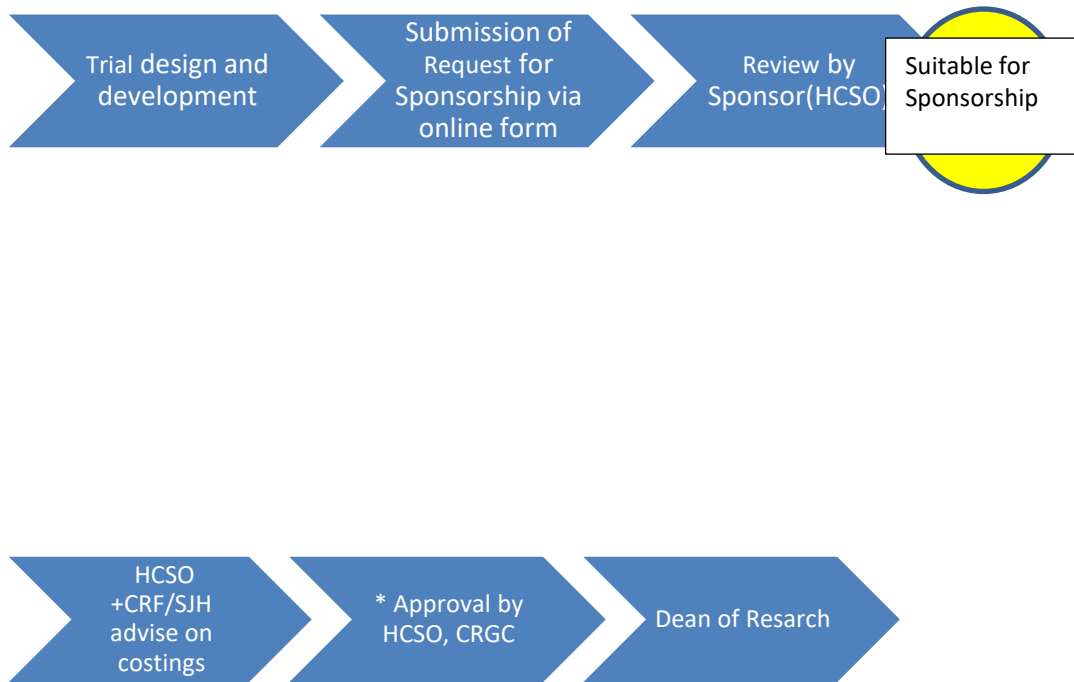 Trial design and
development
Submission of
Request for
Sponsorship via
online form
Review by
Sponsor(HCSO)
Suitable for
Sponsorship
HCSO
+CRF/SJH
advise on
costings
* Approval by
HCSO, CRGC
Dean of Resarch